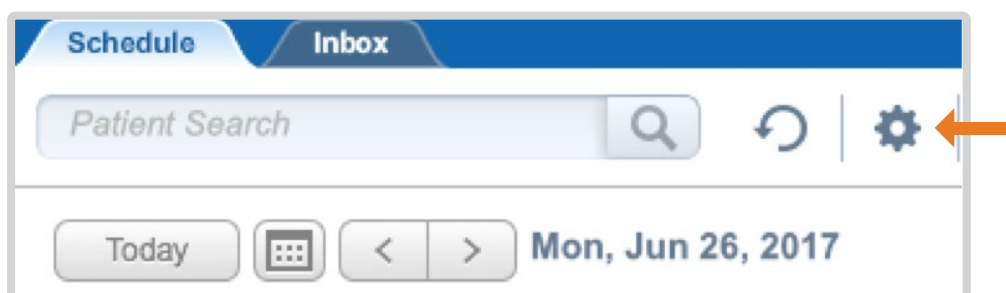 Schedule Inbox
Patient Search
Today < > Mon, Jun 26, 2017